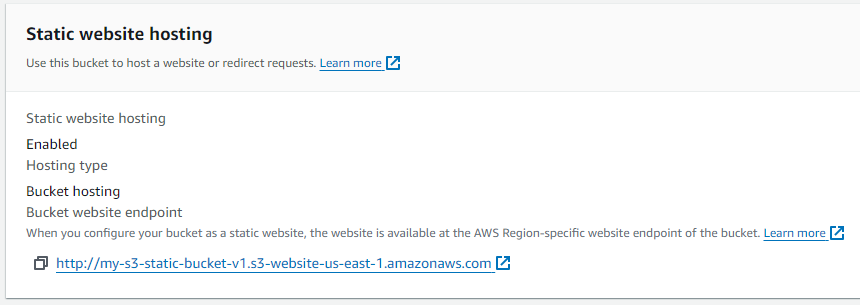 Static website hosting
Use this bucket to host a website or redirect requests. Learn more
Static website hosting
Enabled
Hosting type
Bucket hosting
Bucket website endpoint
When you configure your bucket as a static website, the website is available at the AWS Region-specific website endpoint of the bucket. Learn more
http://my-s3-static-bucket-v1.s3-website-us-east-1.amazonaws.com